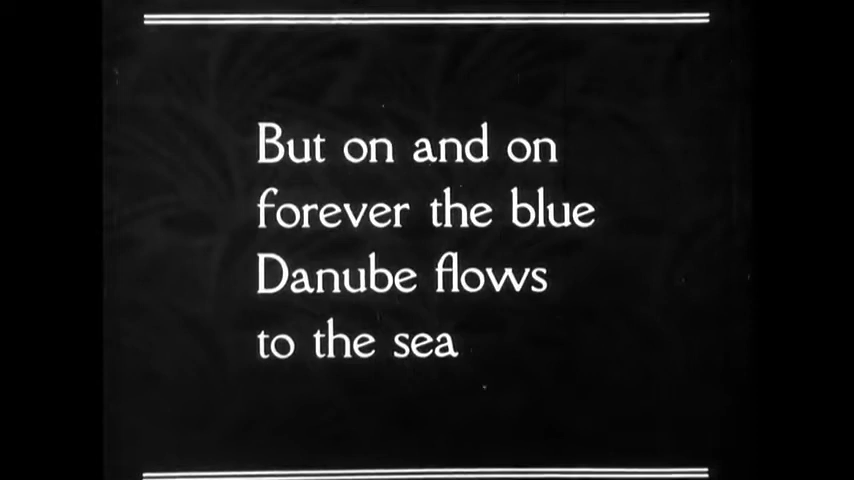 But on and on
forever the blue
Danube flows
to the sea